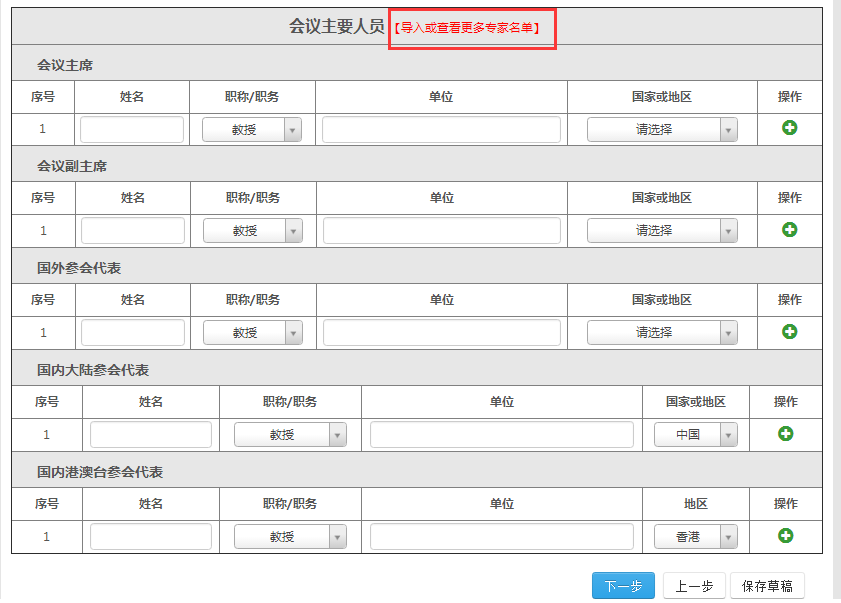 会议主要人员【导入或查看更多专家名单】
会议主席
序号 姓名 职称/职务 单位 国家或地区 操作
1 教授 请选择
会议副主席
序号 姓名 职称/职务 单位 国家或地区 操作
1 教授 请选择
国外参会代表
序号 姓名 职称/职务 单位 国家或地区 操作
1 教授 请选择
国内大陆参会代表
序号 姓名 职称/职务 单位 国家或地区 操作
1 教授 中国
国内港澳台参会代表
序号 姓名 职称/职务 单位 地区 操作
1 教授 香港
下一步 上一步 保存草稿